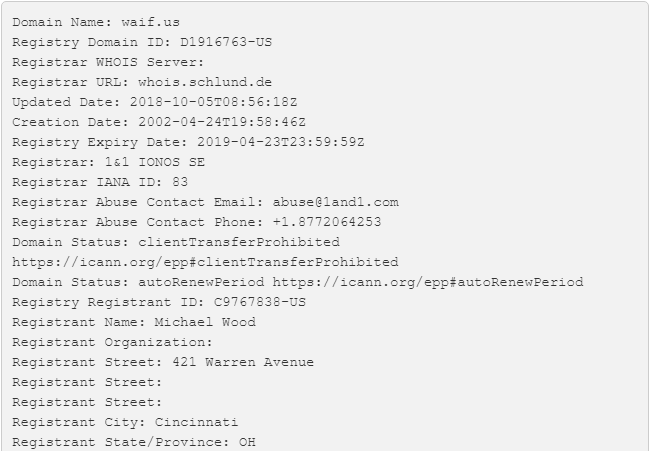 Domain Name: waif.us
Registry Domain ID: D1916763-US
Registrar WHOIS Server:
Registrar URL: whois.schlund.de
Updated Date: 2018-10-05T08:56:18Z
Creation Date: 2002-04-24T19:58:46Z
Registry Expiry Date: 2019-04-23T23:59:59Z
Registrar: 1&1 IONOS SE
Registrar IANA ID: 83
Registrar Abuse Contact Email: abuse@1and1.com
Registrar Abuse Contact Phone: +1.8772064253
Domain Status: clientTransferProhibited
https://icann.org/epp#clientTransferProhibited
Domain Status: autoRenewPeriod https://icann.org/epp#autoRenewPeriod
Registry Registrant ID: C9767838-US
Registrant Name: Michael Wood
Registrant Organization:
Registrant Street: 421 Warren Avenue
Registrant Street:
Registrant Street:
Registrant City: Cincinnati
Registrant State/Province: OH